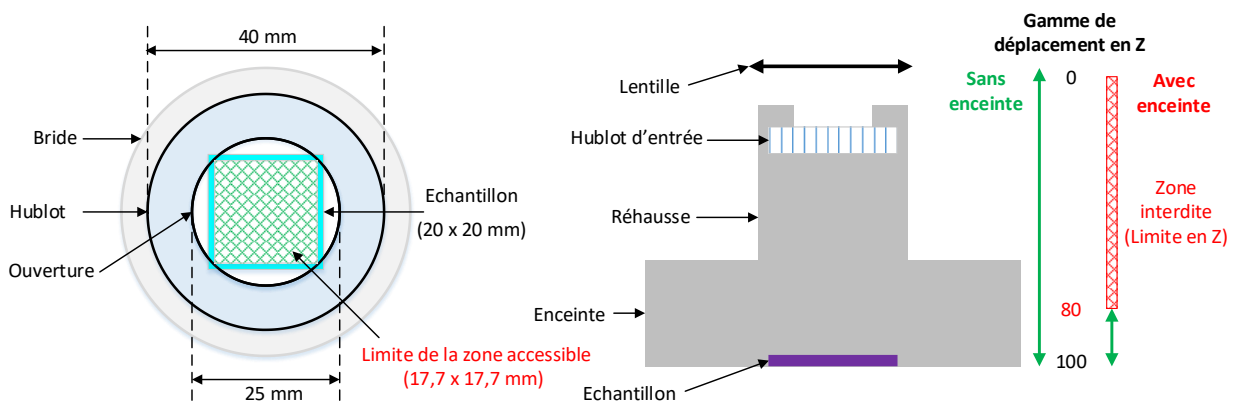 40 mm
Bride
Hublot
Ouverture
Echantillon
(20 x 20 mm)
Limite de la zone accessible
(17,7 x 17,7 mm)
25 mm
Gamme de
déplacement en Z
Lentille
Sans
enceinte
0
Avec
enceinte
Hublot d'entrée
Réhausse
Zone
interdite
(Limite en Z)
Enceinte
80
100
Echantillon